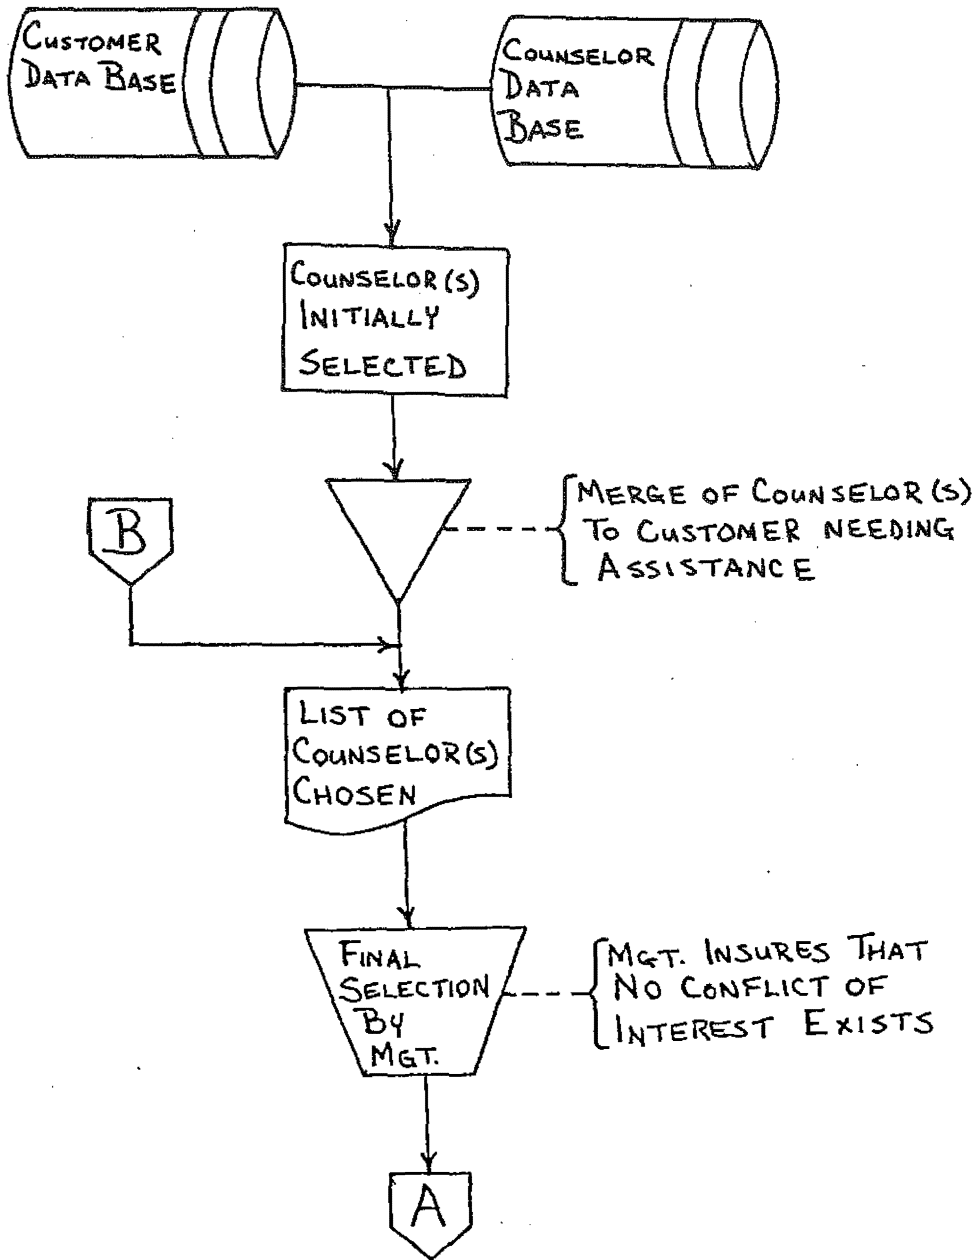 CUSTOMER
DATA BASE
COUNSELOR
DATA
BASE
COUNSELOR(S)
INITIALLY
SELECTED
MERGE OF COUNSELOR(S)
TO CUSTOMER NEEDING
ASSISTANCE
B
LIST OF
COUNSELOR(S)
CHOSEN
FINAL
SELECTION
BY
MGT.
MGT. INSURES THAT
NO CONFLICT OF
INTEREST EXISTS
A